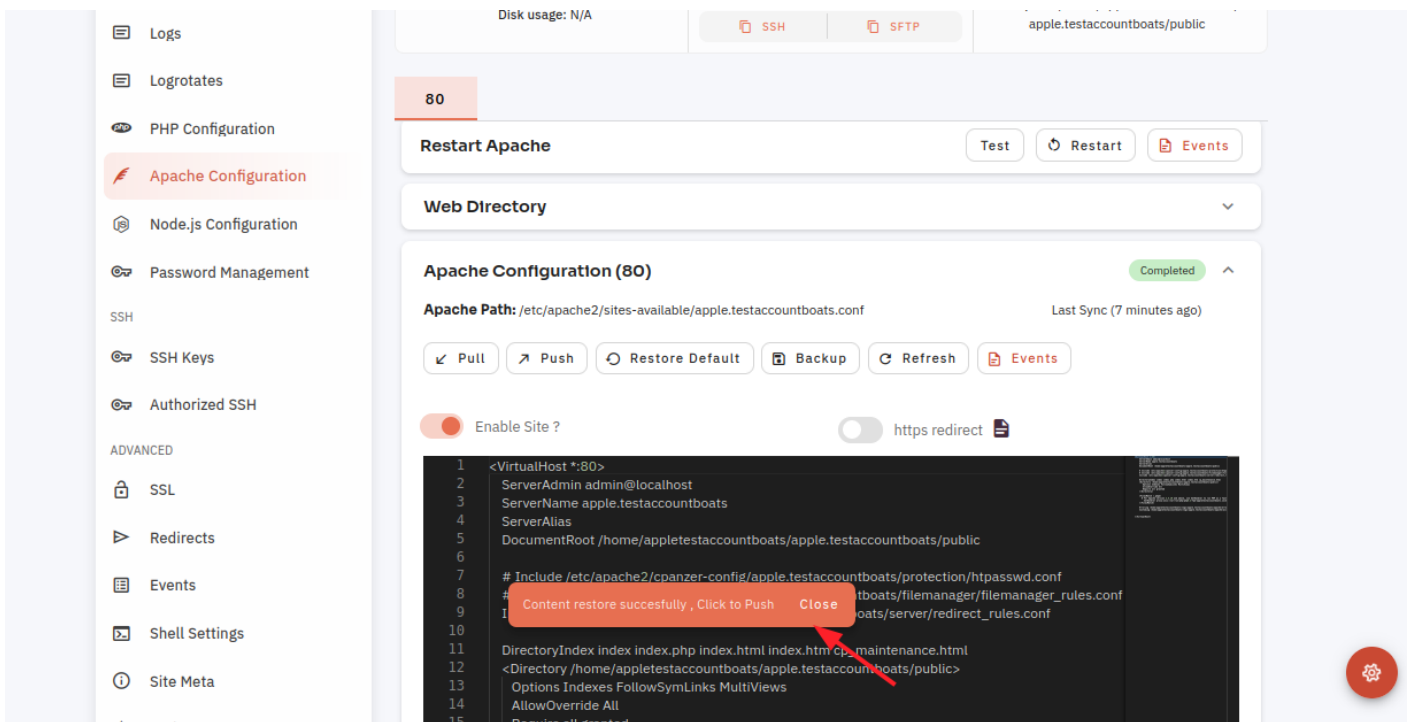 Disk usage: N/A
SSH
SFTP
apple.testaccountboats/public
Logs
Logrotates
PHP Configuration
Apache Configuration
Node.js Configuration
Password Management
SSH
SSH Keys
Authorized SSH
ADVANCED
SSL
Redirects
Events
Shell Settings
Site Meta
80
Restart Apache
Test
Restart
Events
Web Directory
Apache Configuration (80)
Completed
Apache Path: /etc/apache2/sites-available/apple.testaccountboats.conf
Last Sync (7 minutes ago)
Pull
Push
Restore Default
Backup
Refresh
Events
Enable Site ?
https redirect
1 <VirtualHost *:80>
2 ServerAdmin admin@localhost
3 ServerName apple.testaccountboats
4 ServerAlias
5 DocumentRoot /home/appletestaccountboats/apple.testaccountboats/public
6
7 # Include /etc/apache2/cpanzer-config/apple.testaccountboats/protection/htpasswd.conf
8 # tboats/filemanager/filemanager_rules.conf
Content restore succesfully , Click to Push Close
9 boats/server/redirect_rules.conf
10
11 DirectoryIndex index index.php index.html index.htm cp_maintenance.html
12 <Directory /home/appletestaccountboats/apple.testaccountboats/public>
13 Options Indexes FollowSymLinks MultiViews
14 AllowOverride All
15 Require all granted